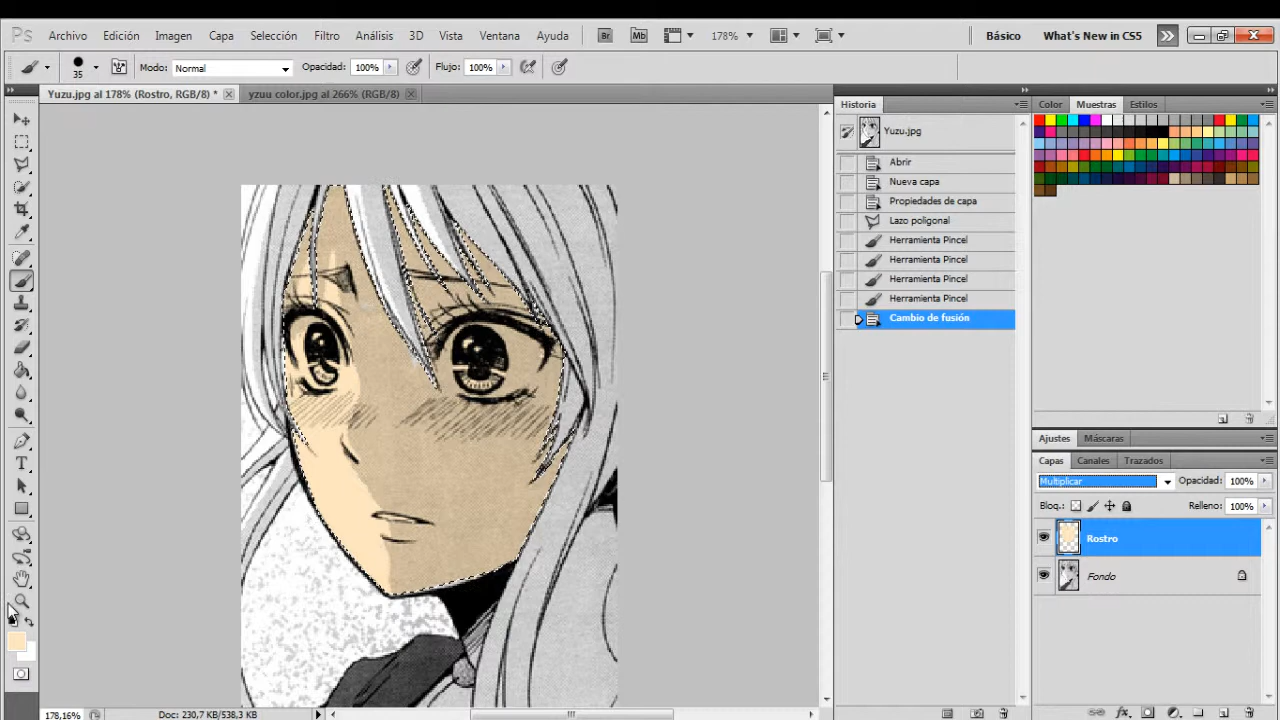 Ps Archivo Edición Imagen Capa Selección Filtro Análisis 3D Vista Ventana Ayuda Br Mb 178% Básico What's New in CS5
35 Modo: Normal Opacidad: 100% Flujo: 100%
Yuzu.jpg al 178% (Rostro, RGB/8) * yzuu color.jpg al 266% (RGB/8)
Historia
Yuzu.jpg
Abrir
Nueva capa
Propiedades de capa
Lazo poligonal
Herramienta Pincel
Herramienta Pincel
Herramienta Pincel
Herramienta Pincel
Cambio de fusión
Color Muestras Estilos
Ajustes Máscaras
Capas Canales Trazados
Multiplicar Opacidad: 100%
Bloq.: Relleno: 100%
Rostro
Fondo
178,16% Doc: 230,7 KB/538,3 KB